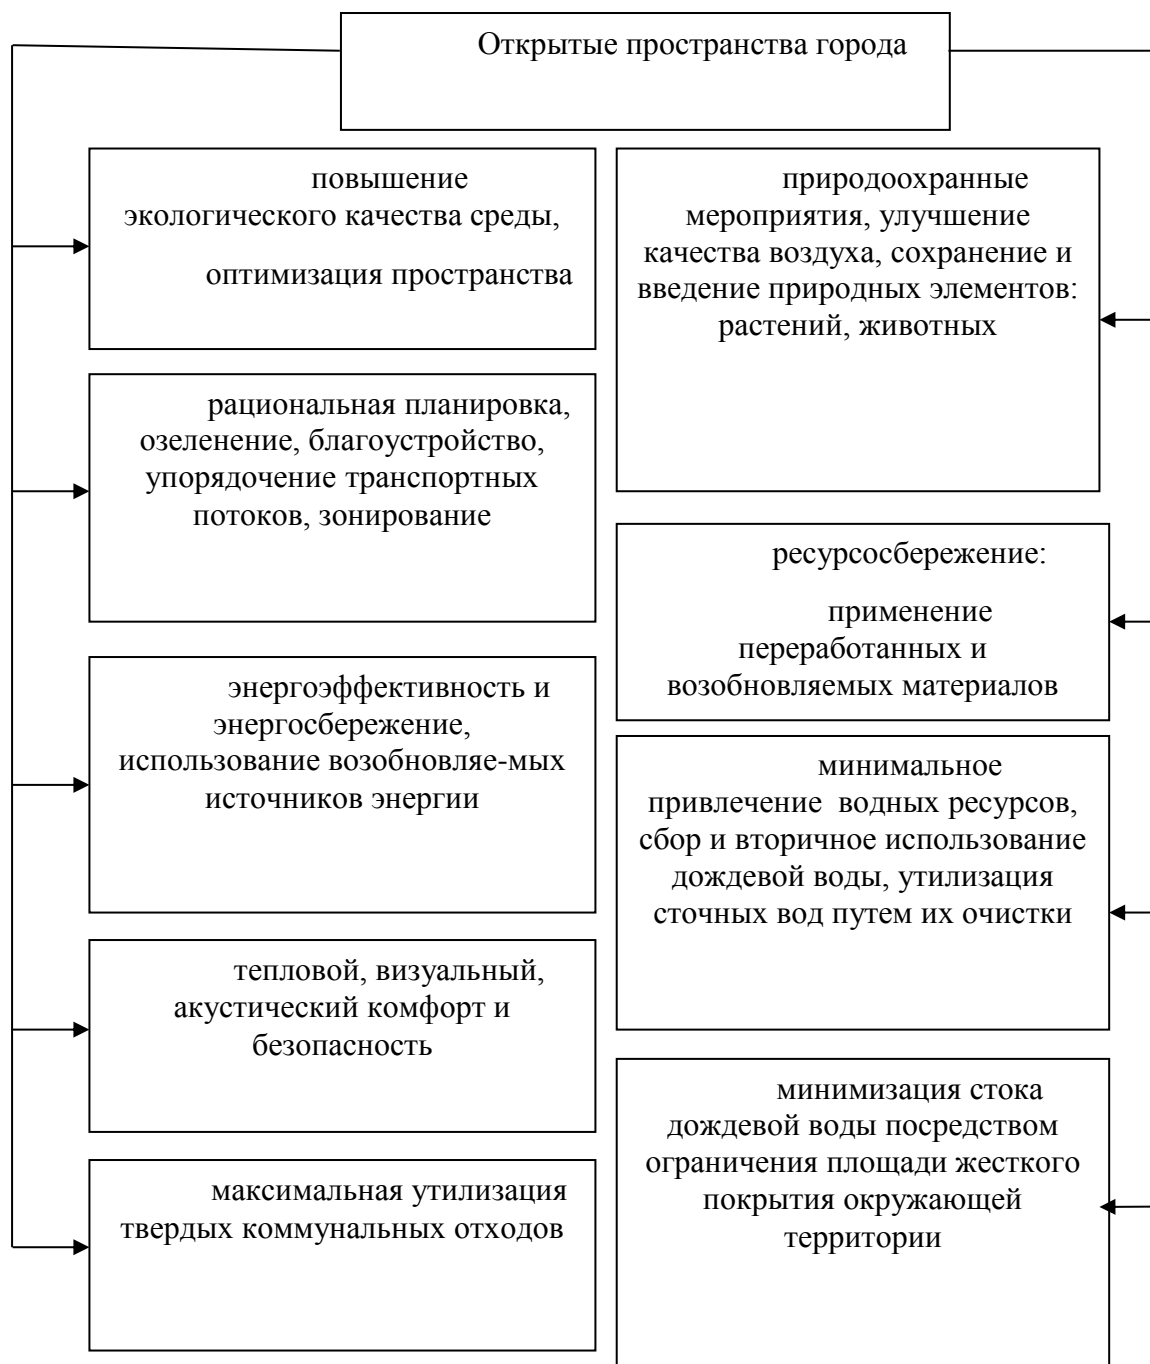 Открытые пространства города
повышение
экологического качества среды,
оптимизация пространства
рациональная планировка,
озеленение, благоустройство,
упорядочение транспортных
потоков, зонирование
энергоэффективность и
энергосбережение,
использование возобновляе-мых
источников энергии
тепловой, визуальный,
акустический комфорт и
безопасность
максимальная утилизация
твердых коммунальных отходов
природоохранные
мероприятия, улучшение
качества воздуха, сохранение и
введение природных элементов:
растений, животных
ресурсосбережение:
применение
переработанных и
возобновляемых материалов
минимальное
привлечение  водных ресурсов,
сбор и вторичное использование
дождевой воды, утилизация
сточных вод путем их очистки
минимизация стока
дождевой воды посредством
ограничения площади жесткого
покрытия окружающей
территории